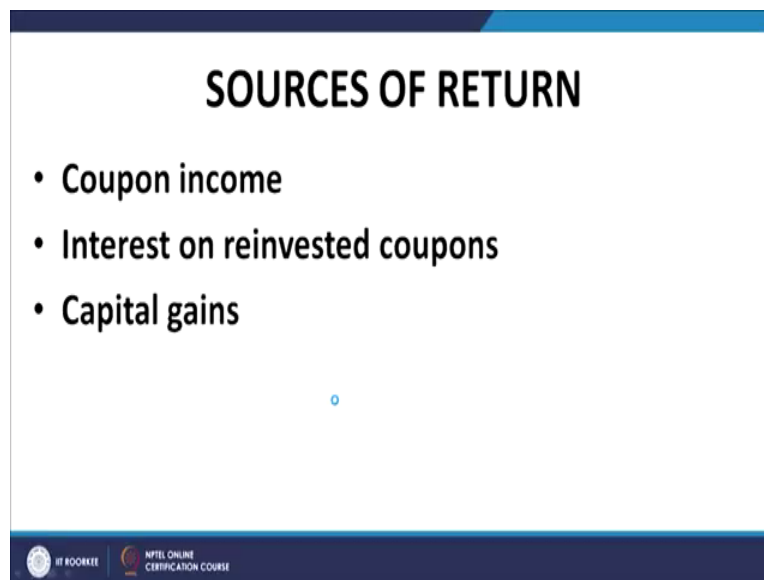 SOURCES OF RETURN
• Coupon income
• Interest on reinvested coupons
• Capital gains
IIT ROORKEE
NPTEL ONLINE
CERTIFICATION COURSE